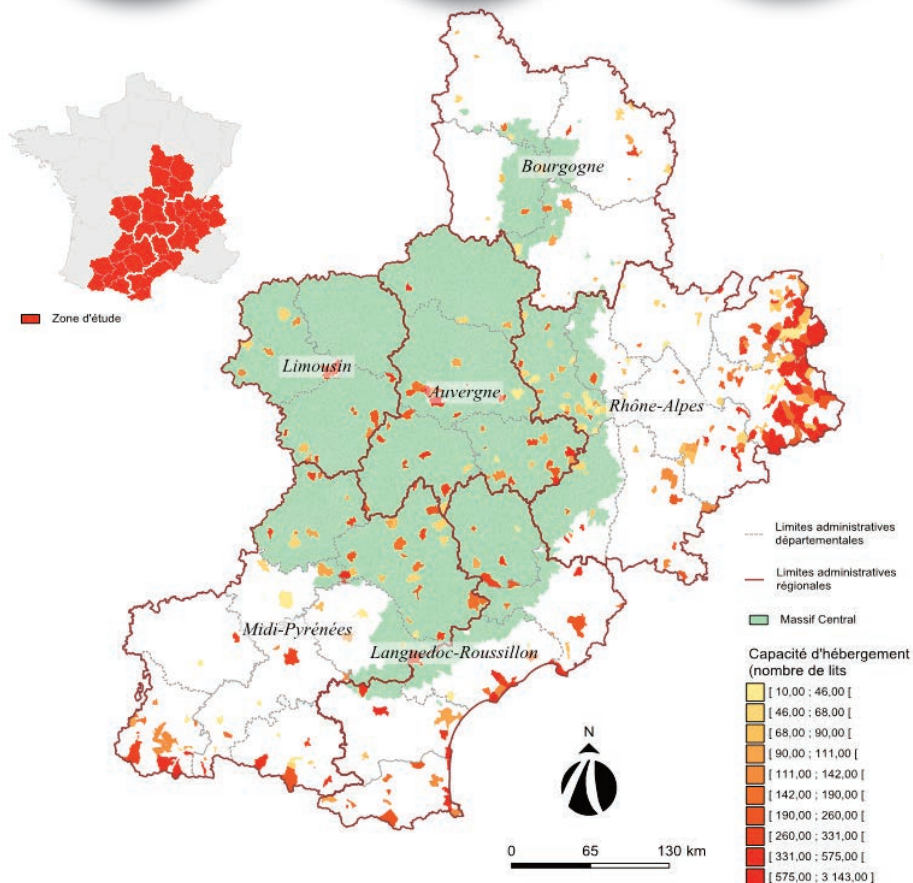 Bourgogne
Zone d'étude
Limousin
Auvergne
Rhône-Alpes
Limites administratives
départementales
Limites administratives
régionales
Massif Central
Midi-Pyrénées
Languedoc-Roussillon
Capacité d'hébergement
(nombre de lits
[ 10,00 ; 46,00 [
[ 46,00 ; 68,00 [
[ 68,00 ; 90,00 [
[ 90,00 ; 111,00 [
[ 111,00 ; 142,00 [
[ 142,00 ; 190,00 [
[ 190,00 ; 260,00 [
[ 260,00 ; 331,00 [
[ 331,00 ; 575,00 [
[ 575,00 ; 3 143,00 ]
N
0 65 130 km